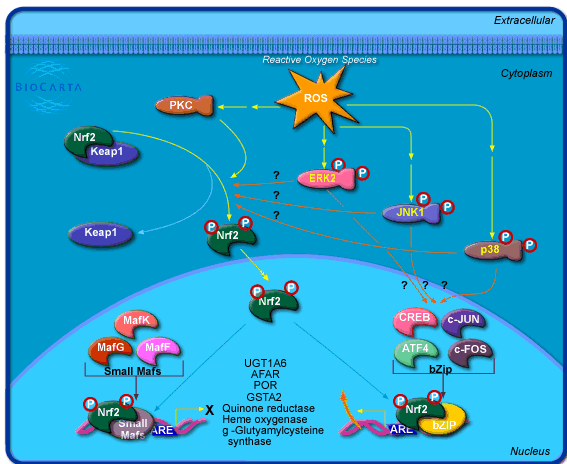 Extracellular
Reactive Oxygen Species
Cytoplasm
BIOCARTA
ROS
PKC
Nrf2
Keap1
P
P
ERK2
?
P
P
JNK1
?
P
P
p38
?
Keap1
P
P
Nrf2
? ? ?
P
P
Nrf2
MafK
MafG
MafF
Small Mafs
CREB
c-JUN
ATF4
c-FOS
bZip
UGT1A6
AFAR
POR
GSTA2
Quinone reductase
Heme oxygenase
g -Glutyamylcysteine
synthase
P
P
Nrf2
Small
Mafs
ARE
X
P
P
Nrf2
bZIP
ARE
Nucleus